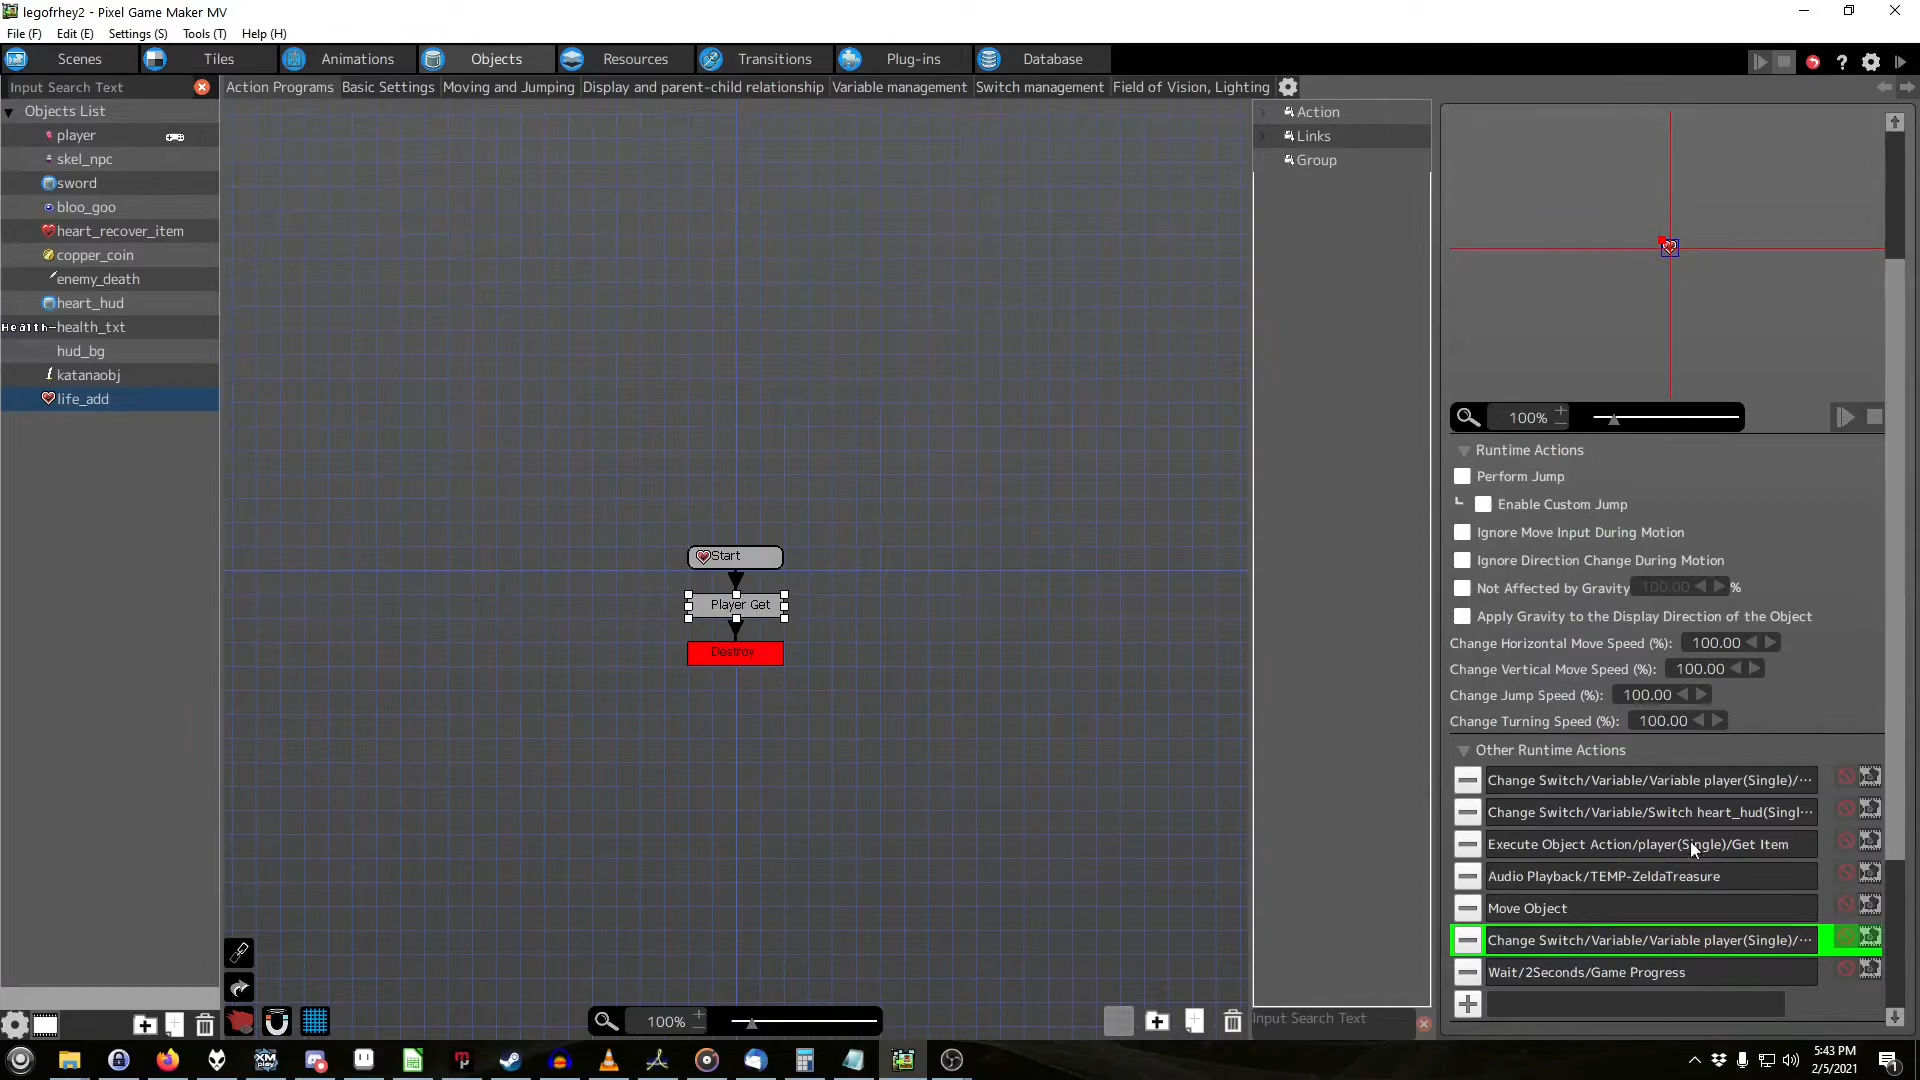 legofrhey2 - Pixel Game Maker MV
File (F) Edit (E) Settings (S) Tools (T) Help (H)
Scenes Tiles Animations Objects Resources Transitions Plug-ins Database
Input Search Text
Action Programs Basic Settings Moving and Jumping Display and parent-child relationship Variable management Switch management Field of Vision, Lighting
Objects List
player
skel_npc
sword
bloo_goo
heart_recover_item
copper_coin
enemy_death
heart_hud
Health- health_txt
hud_bg
katanaobj
life_add
Start
Player Get
Destroy
100%
Action
Links
Group
Input Search Text
100%
Runtime Actions
Perform Jump
Enable Custom Jump
Ignore Move Input During Motion
Ignore Direction Change During Motion
Not Affected by Gravity 100.00 %
Apply Gravity to the Display Direction of the Object
Change Horizontal Move Speed (%): 100.00
Change Vertical Move Speed (%): 100.00
Change Jump Speed (%): 100.00
Change Turning Speed (%): 100.00
Other Runtime Actions
Change Switch/Variable/Variable player(Single)/···
Change Switch/Variable/Switch heart_hud(Singl···
Execute Object Action/player(Single)/Get Item
Audio Playback/TEMP-ZeldaTreasure
Move Object
Change Switch/Variable/Variable player(Single)/···
Wait/2Seconds/Game Progress
5:43 PM
2/5/2021